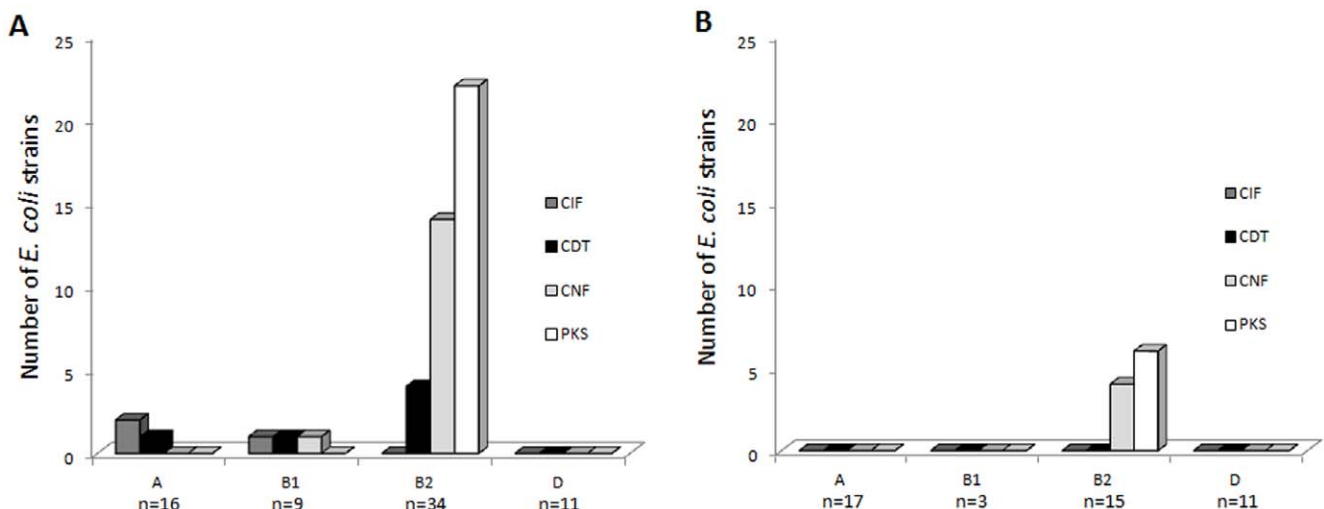 A
Number of E. coli strains
25
20
15
10
5
0
CIF
CDT
CNF
PKS
A B1 B2 D
n=16 n=9 n=34 n=11
B
Number of E. coli strains
25
20
15
10
5
0
CIF
CDT
CNF
PKS
A B1 B2 D
n=17 n=3 n=15 n=11